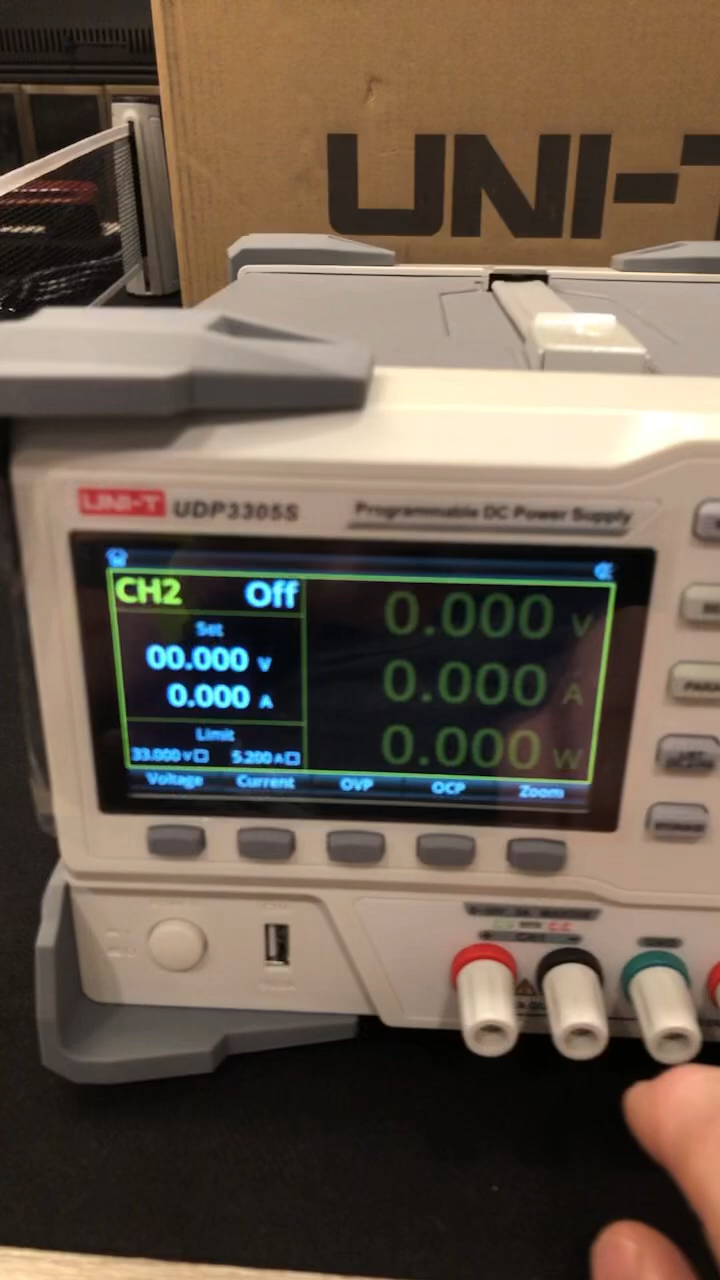 UNI-T
UNI-T UDP3305S Programmable DC Power Supply
CH2 Off
Set
00.000 V
0.000 A
Limit
33.000 V 5.200 A
0.000 V
0.000 A
0.000 W
Voltage Current OVP OCP Zoom